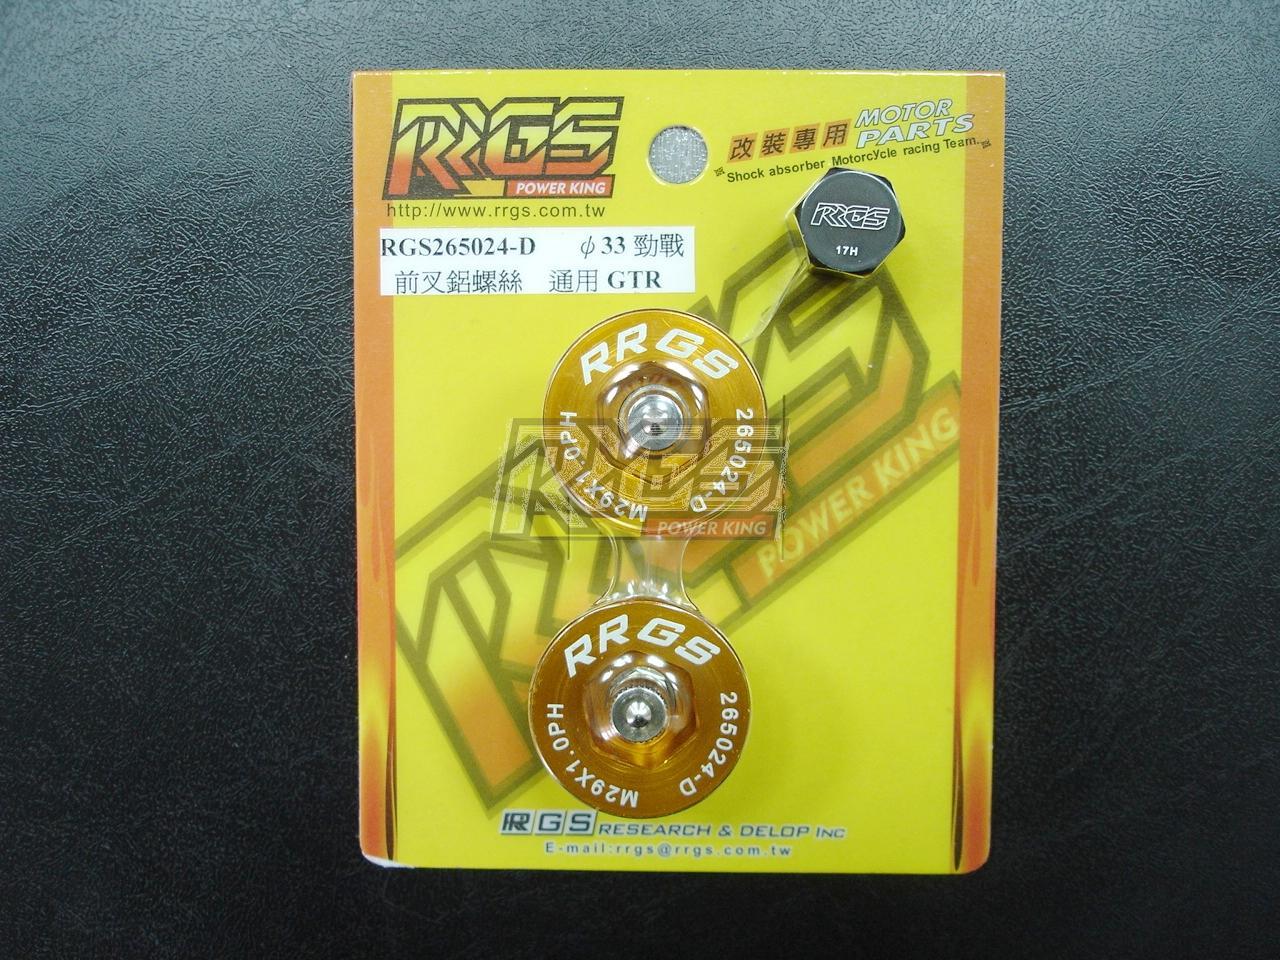 RRGS
POWER KING
http://www.rrgs.com.tw
改裝專用 MOTOR PARTS
Shock absorber Motorcycle racing Team.
RRGS
17H
RGS265024-D φ33 勁戰
前叉鋁螺絲 通用 GTR
RRGS
265024-D
M29X1.0PH
RRGS
POWER KING
RRGS
POWER KING
RRGS
265024-D
M29X1.0PH
RRGS RESEARCH & DELOP INC
E-mail:rrgs@rrgs.com.tw